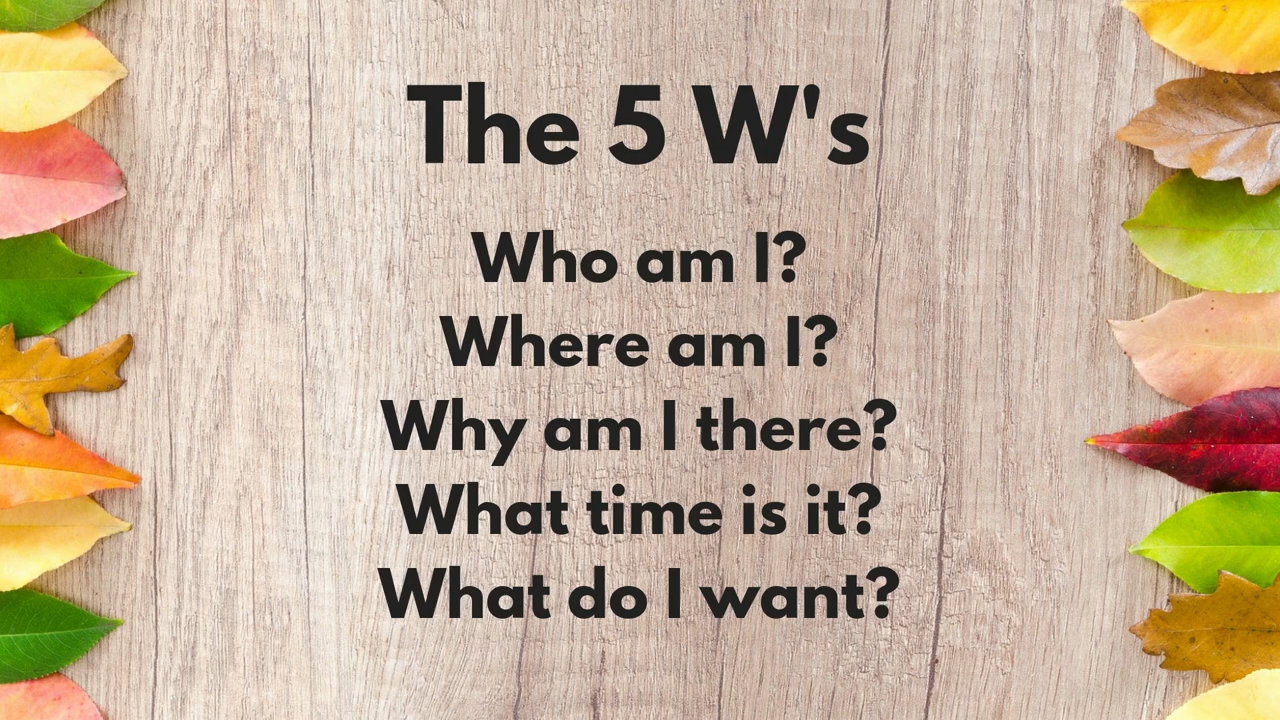 The 5 W's
Who am I?
Where am I?
Why am I there?
What time is it?
What do I want?